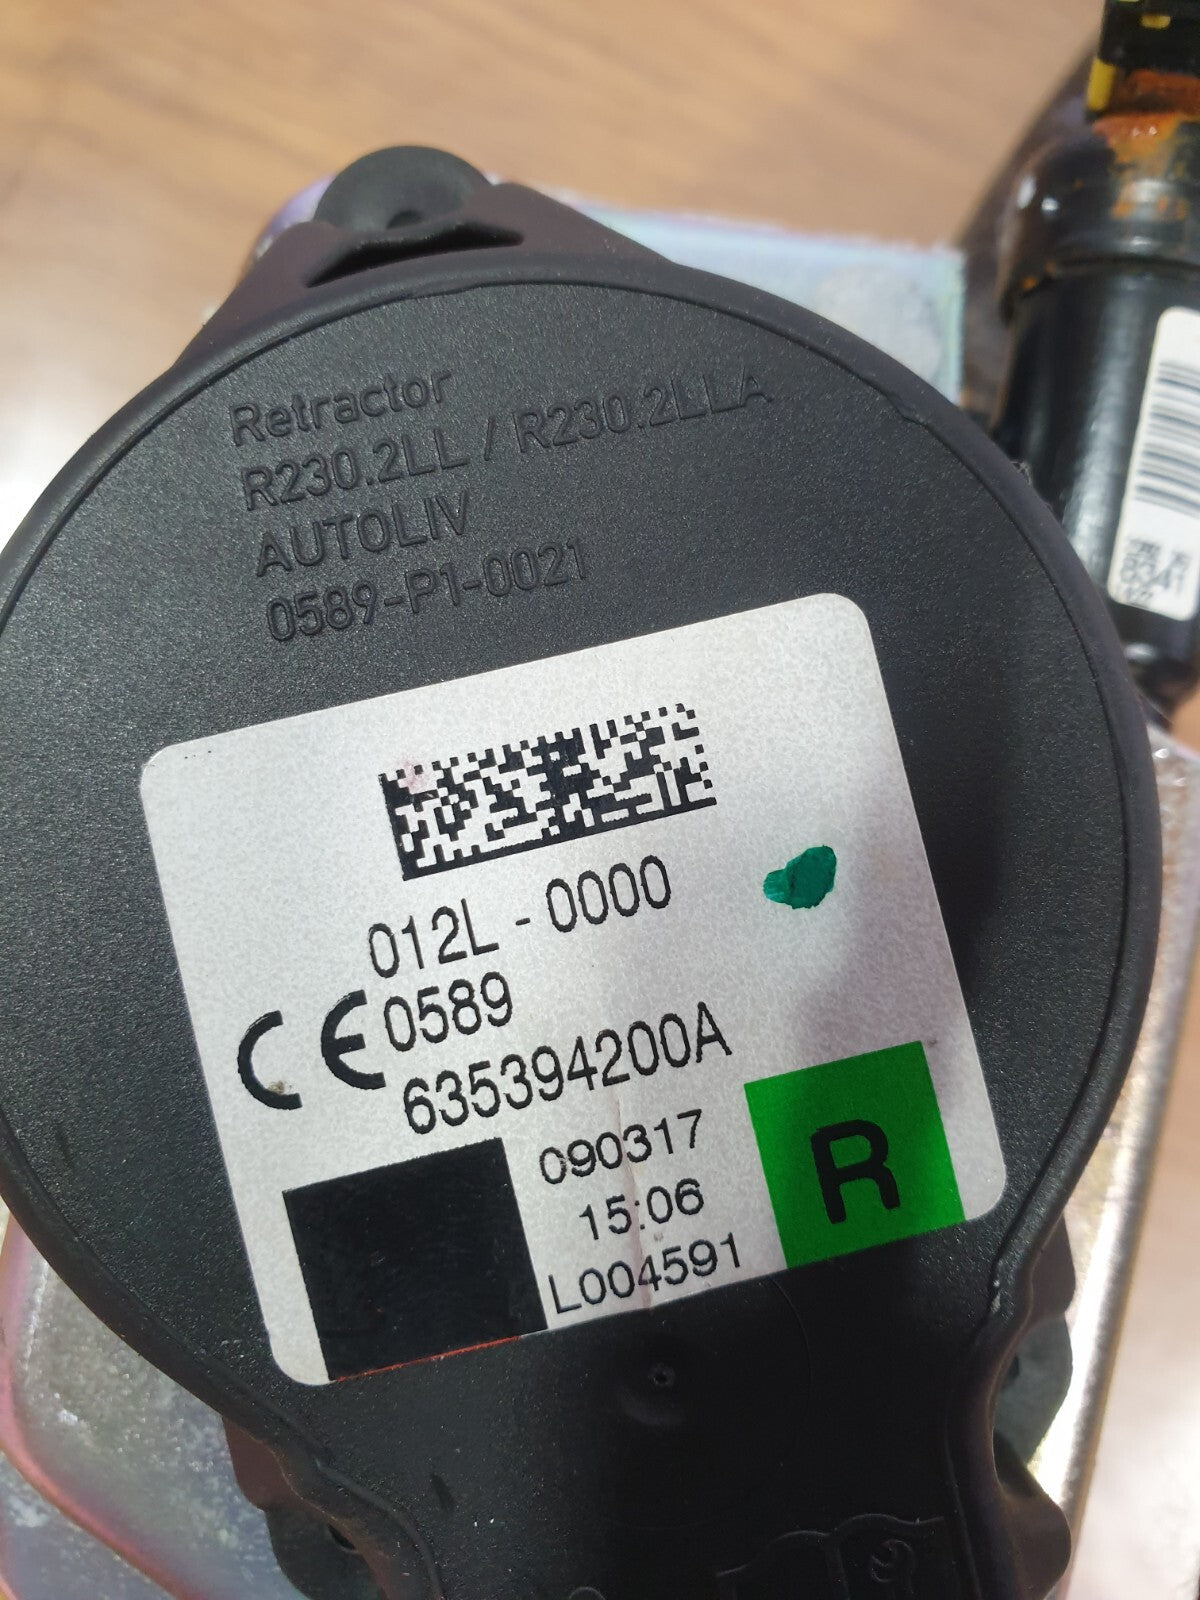 Retractor
R230.2LL / R230.2LLA
AUTOLIV
0589-P1-0021
012L - 0000
CE 0589
635394200A
090317
15:06
L004591
R